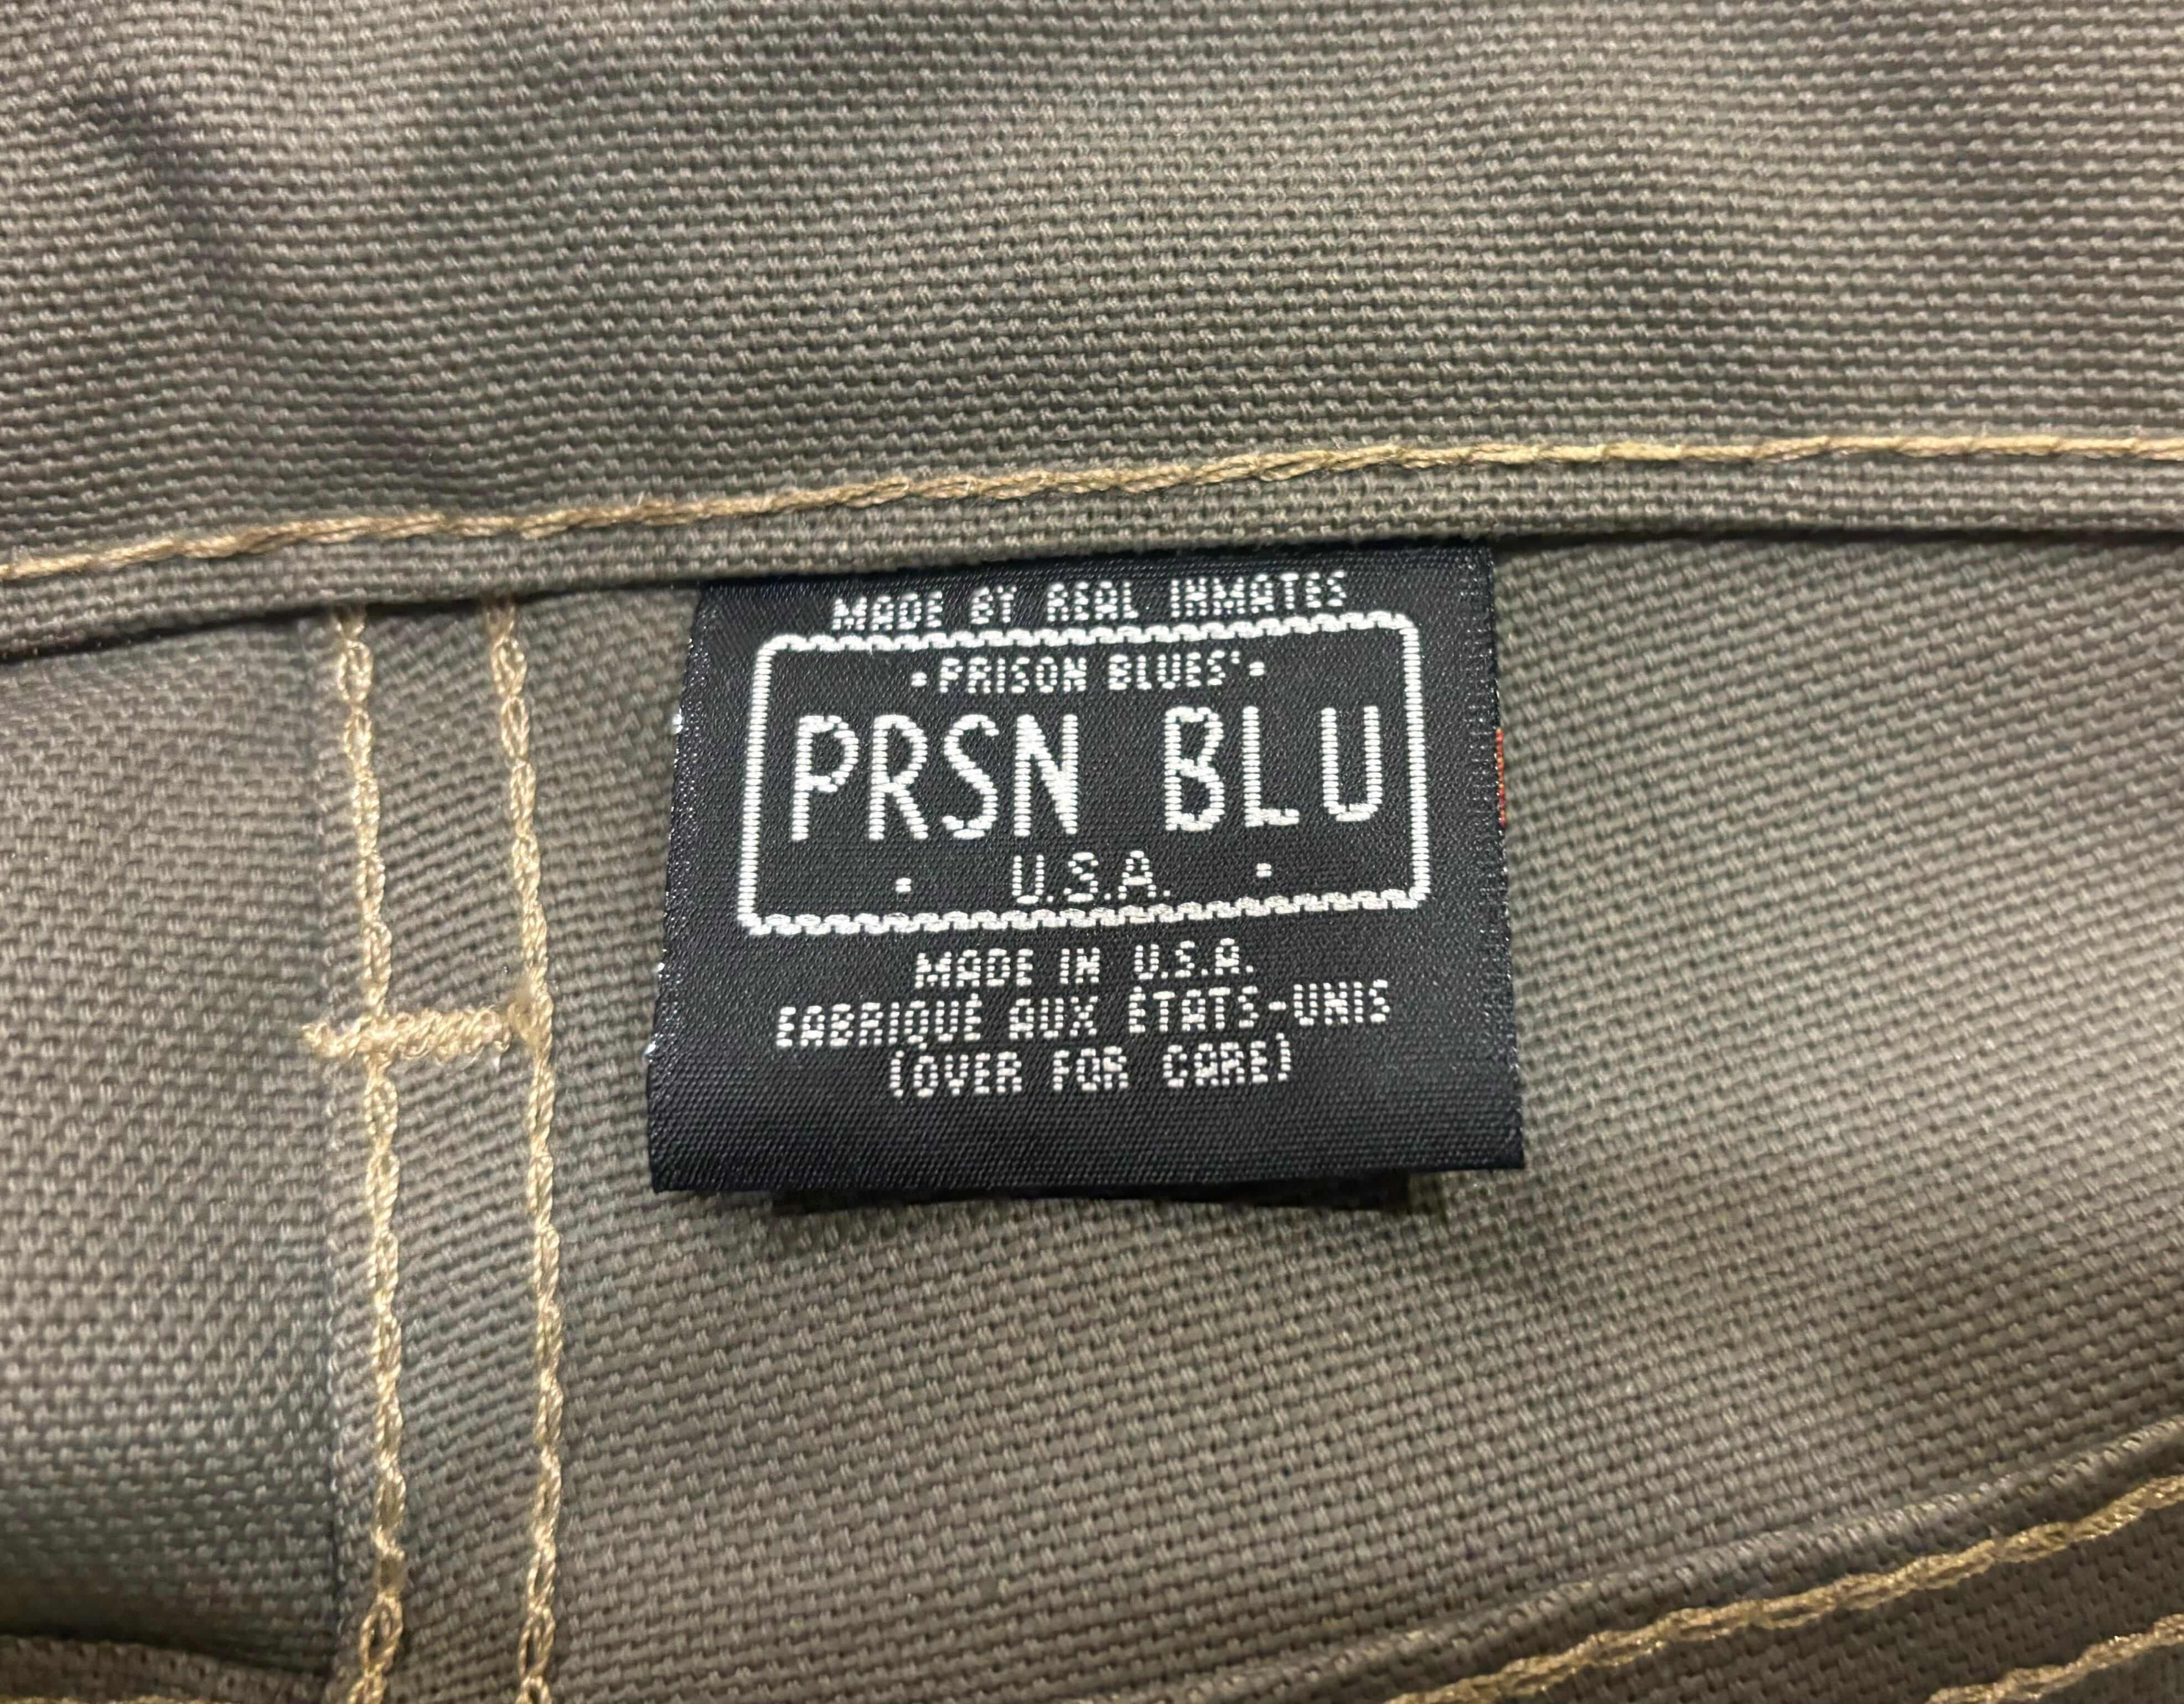 MADE BY REAL INMATES
•PRISON BLUES'•
PRSN BLU
• U.S.A. •
MADE IN U.S.A.
FABRIQUÉ AUX ÉTATS-UNIS
(OVER FOR CARE)